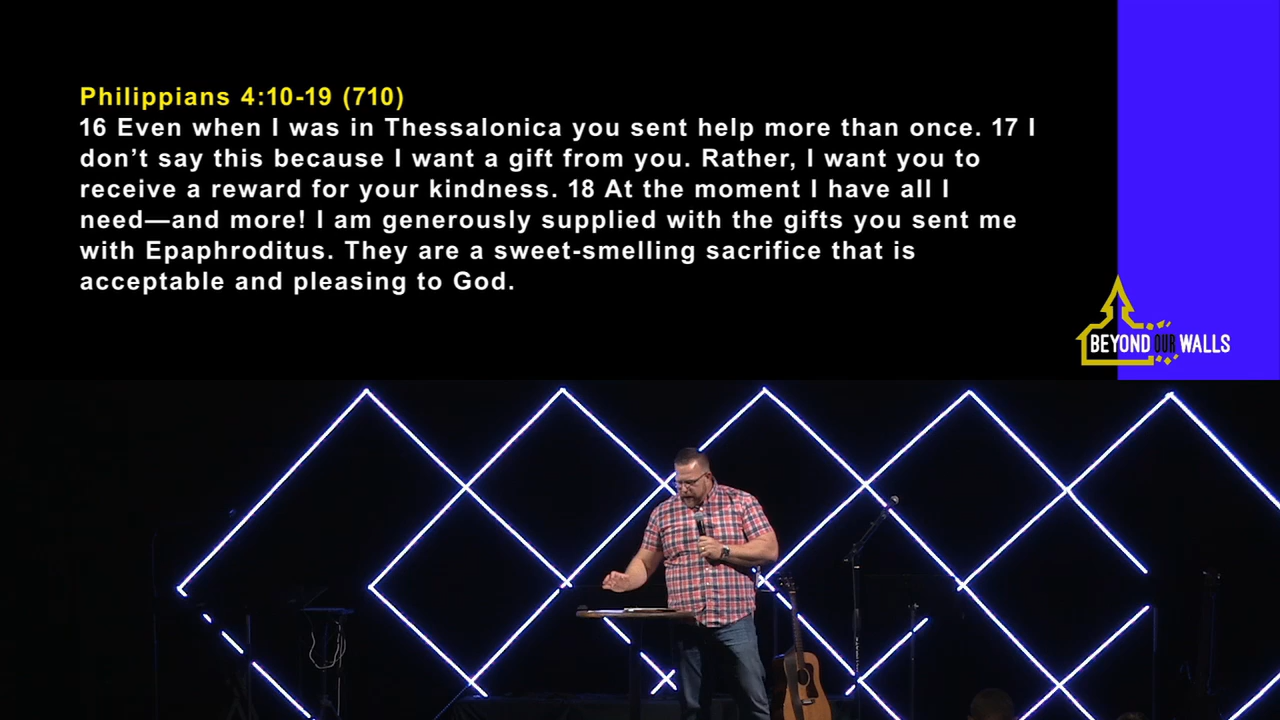 Philippians 4:10-19 (710)
16 Even when I was in Thessalonica you sent help more than once. 17 I
don’t say this because I want a gift from you. Rather, I want you to
receive a reward for your kindness. 18 At the moment I have all I
need—and more! I am generously supplied with the gifts you sent me
with Epaphroditus. They are a sweet-smelling sacrifice that is
acceptable and pleasing to God.
BEYOND OUR WALLS